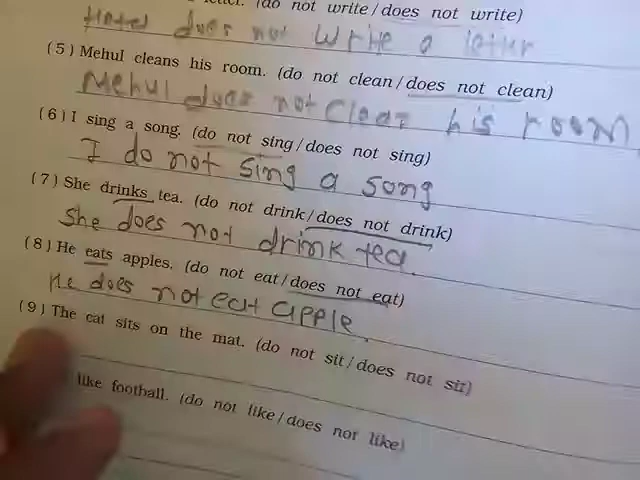 letter. (do not write/does not write)
Hetal does not write a letter
(5) Mehul cleans his room. (do not clean/does not clean)
Mehul does not clean his room
(6) I sing a song. (do not sing/does not sing)
I do not sing a song
(7) She drinks tea. (do not drink/does not drink)
She does not drink tea.
(8) He eats apples. (do not eat/does not eat)
He does not eat apple.
(9) The cat sits on the mat. (do not sit/does not sit)
like football. (do not like/does not like)